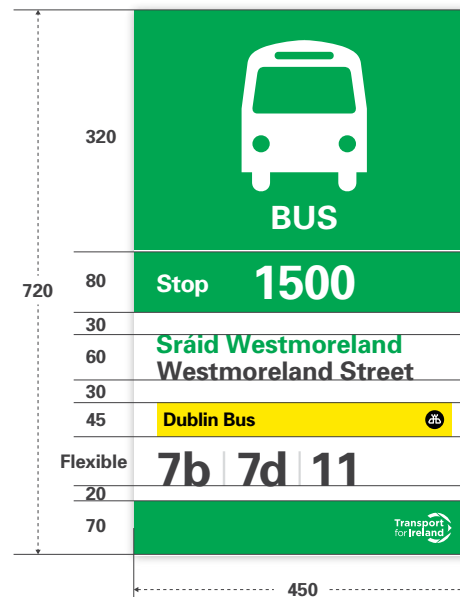 320
BUS
720
80
Stop 1500
30
60
Sráid Westmoreland
Westmoreland Street
30
45
Dublin Bus
Flexible
7b 7d 11
20
70
Transport
for Ireland
450